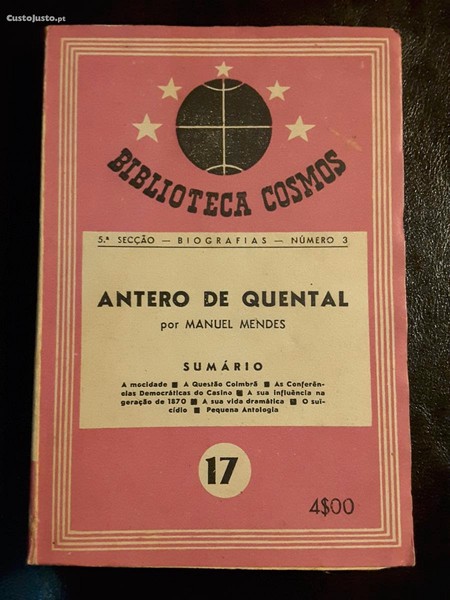 CustoJusto.pt
BIBLIOTECA COSMOS
5.ª SECÇÃO — BIOGRAFIAS — NÚMERO 3
ANTERO DE QUENTAL
por MANUEL MENDES
SUMÁRIO
A mocidade ■ A Questão Coimbrã ■ As Conferên-
cias Democráticas do Casino ■ A sua influência na
geração de 1870 ■ A sua vida dramática ■ O sui-
cídio ■ Pequena Antologia
17
4$00